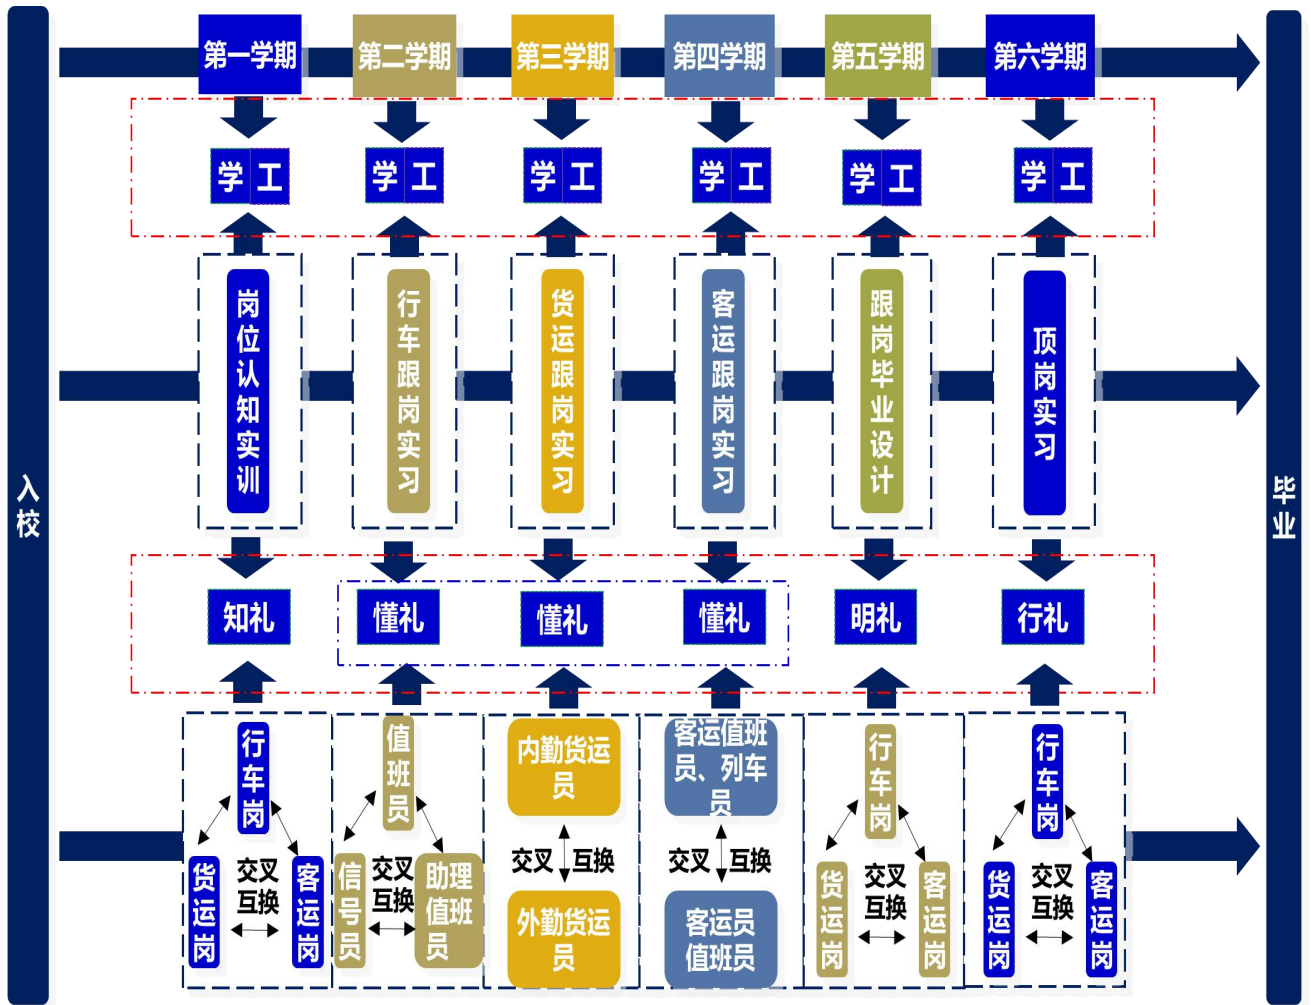 入校
第一学期
第二学期
第三学期
第四学期
第五学期
第六学期
学工
学工
学工
学工
学工
学工
岗位认知实训
行车跟岗实习
货运跟岗实习
客运跟岗实习
跟岗毕业设计
顶岗实习
知礼
懂礼
懂礼
懂礼
明礼
行礼
行车岗
货运岗
交叉
互换
客运岗
值班员
信号员
交叉
互换
助理
值班
员
内勤货运
员
交叉
互换
外勤货运
员
客运值班
员、列车
员
交叉
互换
客运员
值班员
行车岗
货运岗
交叉
互换
客运岗
行车岗
货运岗
交叉
互换
客运岗
毕业